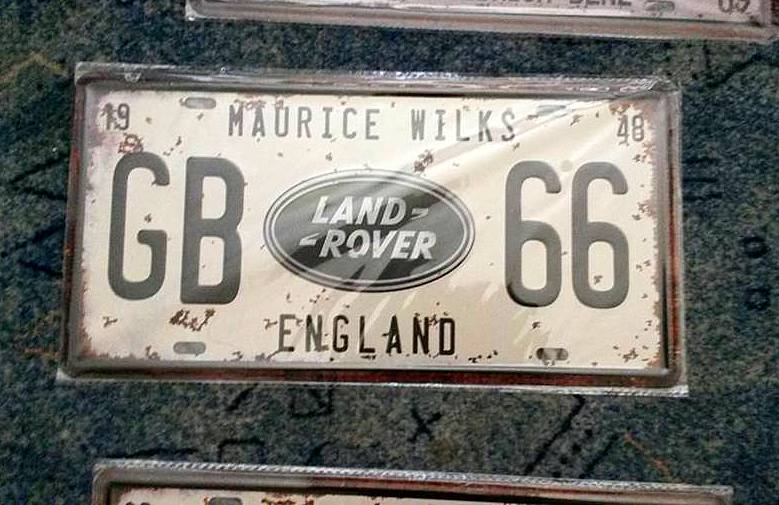 19 MAURICE WILKS 48
GB LAND- 66
-ROVER
ENGLAND